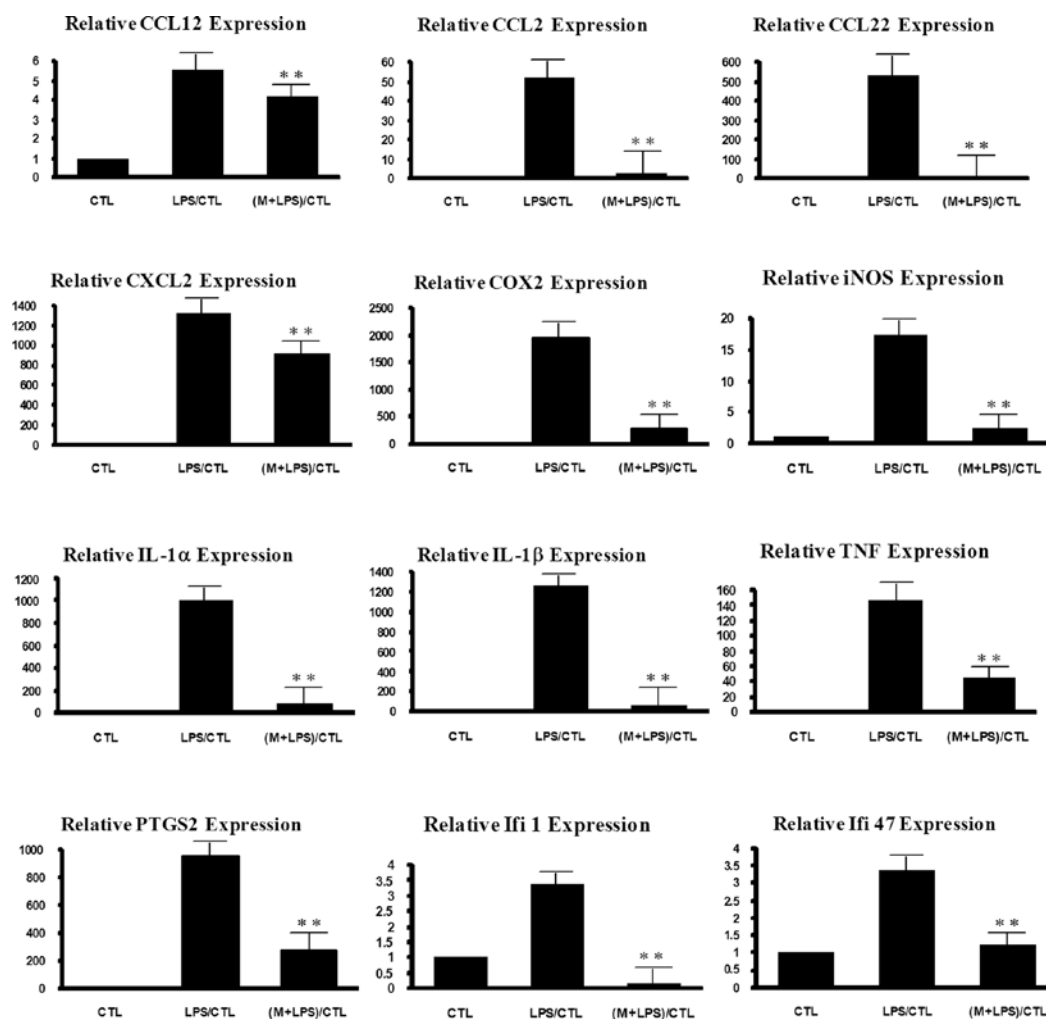 Relative CCL12 Expression
6
5
4
3
2
1
0
**
CTL
LPS/CTL
(M+LPS)/CTL
Relative CCL2 Expression
60
50
40
30
20
10
0
**
CTL
LPS/CTL
(M+LPS)/CTL
Relative CCL22 Expression
600
500
400
300
200
100
0
**
CTL
LPS/CTL
(M+LPS)/CTL
Relative CXCL2 Expression
1400
1200
1000
800
600
400
200
0
**
CTL
LPS/CTL
(M+LPS)/CTL
Relative COX2 Expression
2500
2000
1500
1000
500
0
**
CTL
LPS/CTL
(M+LPS)/CTL
Relative iNOS Expression
20
15
10
5
0
**
CTL
LPS/CTL
(M+LPS)/CTL
Relative IL-1α Expression
1200
1000
800
600
400
200
0
**
CTL
LPS/CTL
(M+LPS)/CTL
Relative IL-1β Expression
1400
1200
1000
800
600
400
200
0
**
CTL
LPS/CTL
(M+LPS)/CTL
Relative TNF Expression
160
140
120
100
80
60
40
20
0
**
CTL
LPS/CTL
(M+LPS)/CTL
Relative PTGS2 Expression
1000
800
600
400
200
0
**
CTL
LPS/CTL
(M+LPS)/CTL
Relative Ifi 1 Expression
4
3.5
3
2.5
2
1.5
1
0.5
0
**
CTL
LPS/CTL
(M+LPS)/CTL
Relative Ifi 47 Expression
4
3.5
3
2.5
2
1.5
1
0.5
0
**
CTL
LPS/CTL
(M+LPS)/CTL